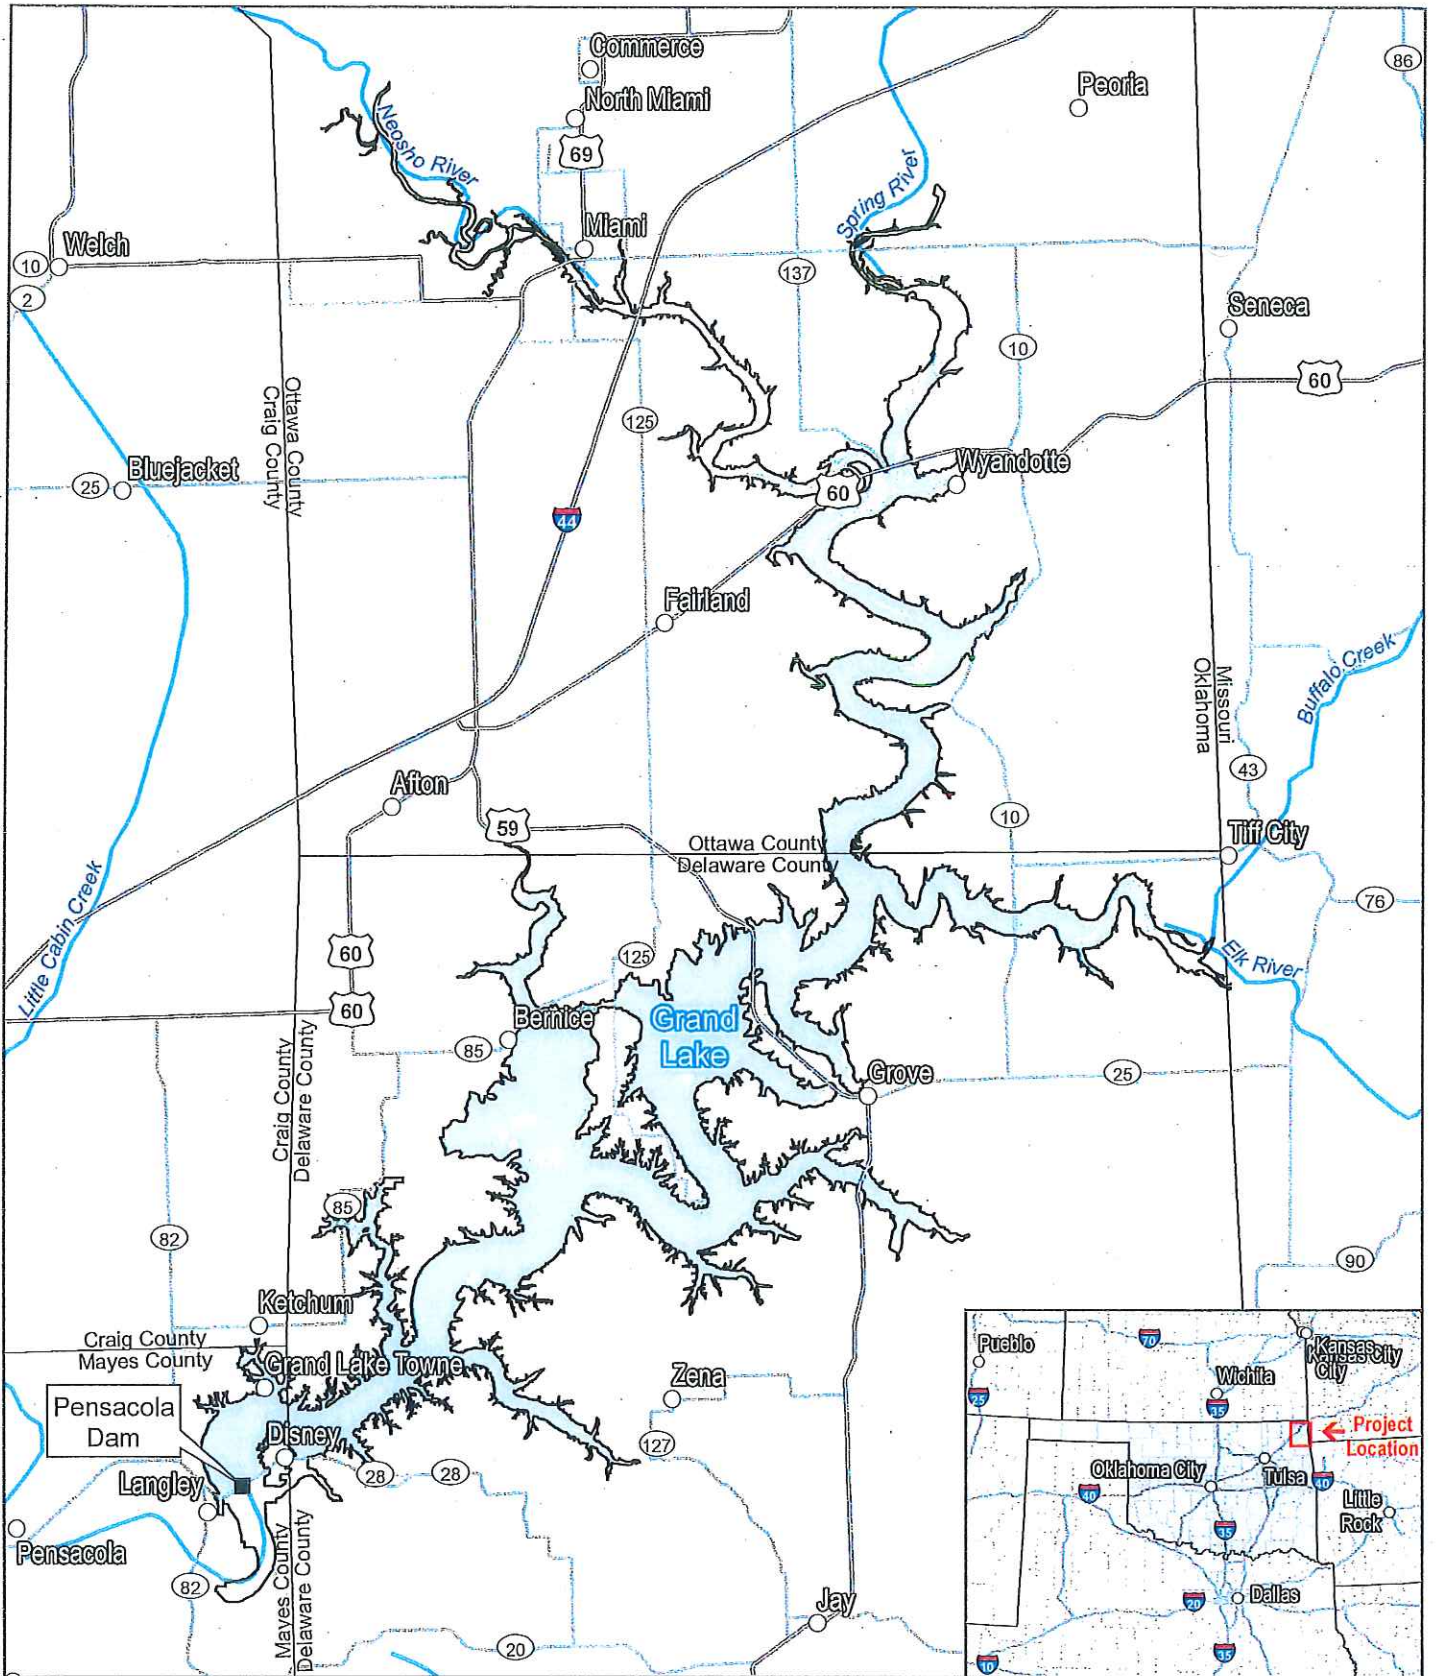 Commerce
86
North Miami
Peoria
Neosho River
69
Spring River
Miami
Welch
10
137
2
Seneca
10
60
Ottawa County
Craig County
125
Bluejacket
25
Wyandotte
60
44
Fairland
Missouri
Oklahoma
Buffalo Creek
43
Afton
59
10
Ottawa County
Delaware County
Tiff City
Little Cabin Creek
76
60
125
Elk River
60
Bernice
Grand
Lake
85
Grove
25
Craig County
Delaware County
85
82
90
Ketchum
Craig County
Mayes County
Grand Lake Towne
Zena
Pensacola
Dam
Disney
127
28
28
Langley
Pensacola
82
Mayes County
Delaware County
Jay
20
Pueblo
70
Kansas City
Kansas
City
Wichita
25
35
Project
Location
Oklahoma City
Tulsa
40
40
Little
Rock
35
20
Dallas
35
10